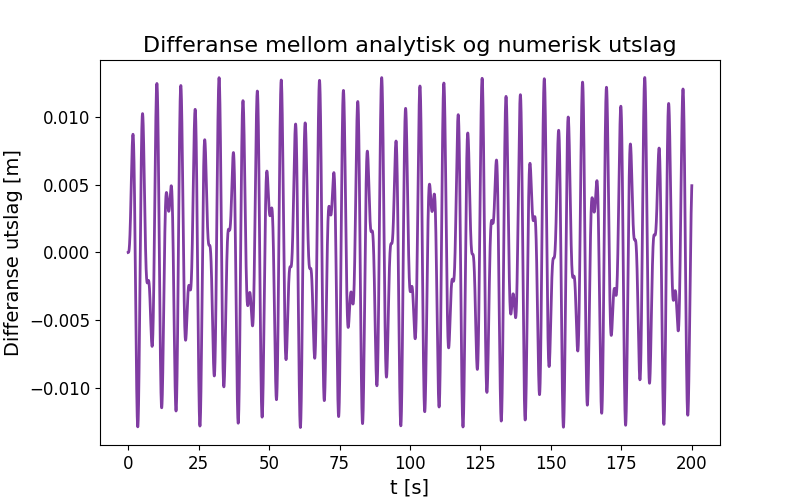 Differanse mellom analytisk og numerisk utslag
Differanse utslag [m]
0.010
0.005
0.000
−0.005
−0.010
0 25 50 75 100 125 150 175 200
t [s]